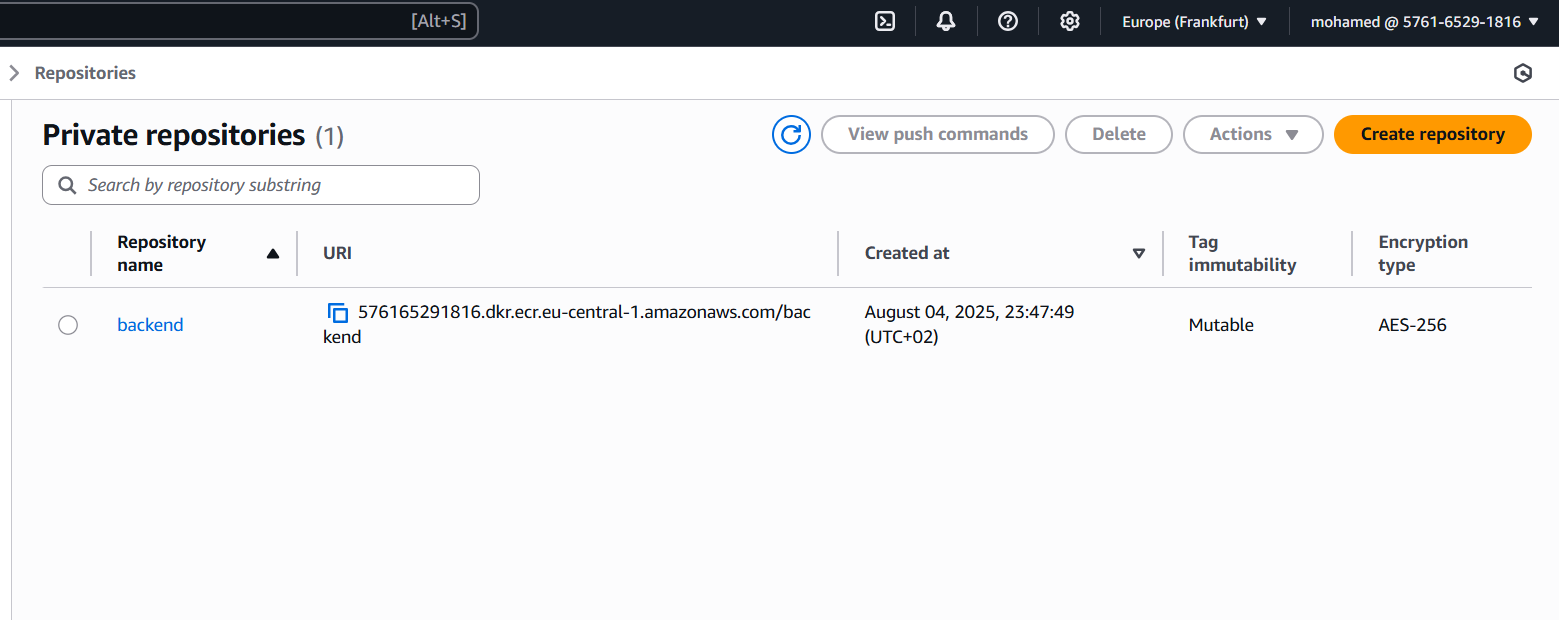 [Alt+S]
Europe (Frankfurt)
mohamed @ 5761-6529-1816
Repositories
Private repositories (1)
View push commands
Delete
Actions
Create repository
Search by repository substring
Repository
name
URI
Created at
Tag
immutability
Encryption
type
backend
576165291816.dkr.ecr.eu-central-1.amazonaws.com/bac
kend
August 04, 2025, 23:47:49
(UTC+02)
Mutable
AES-256